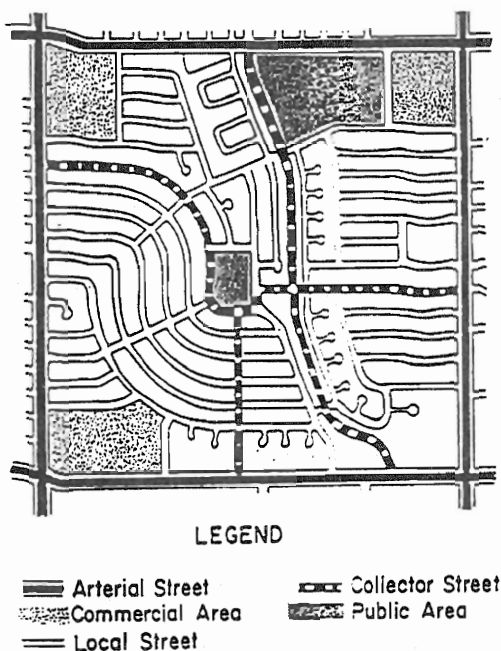 LEGEND
Arterial Street
Collector Street
Commercial Area
Public Area
Local Street